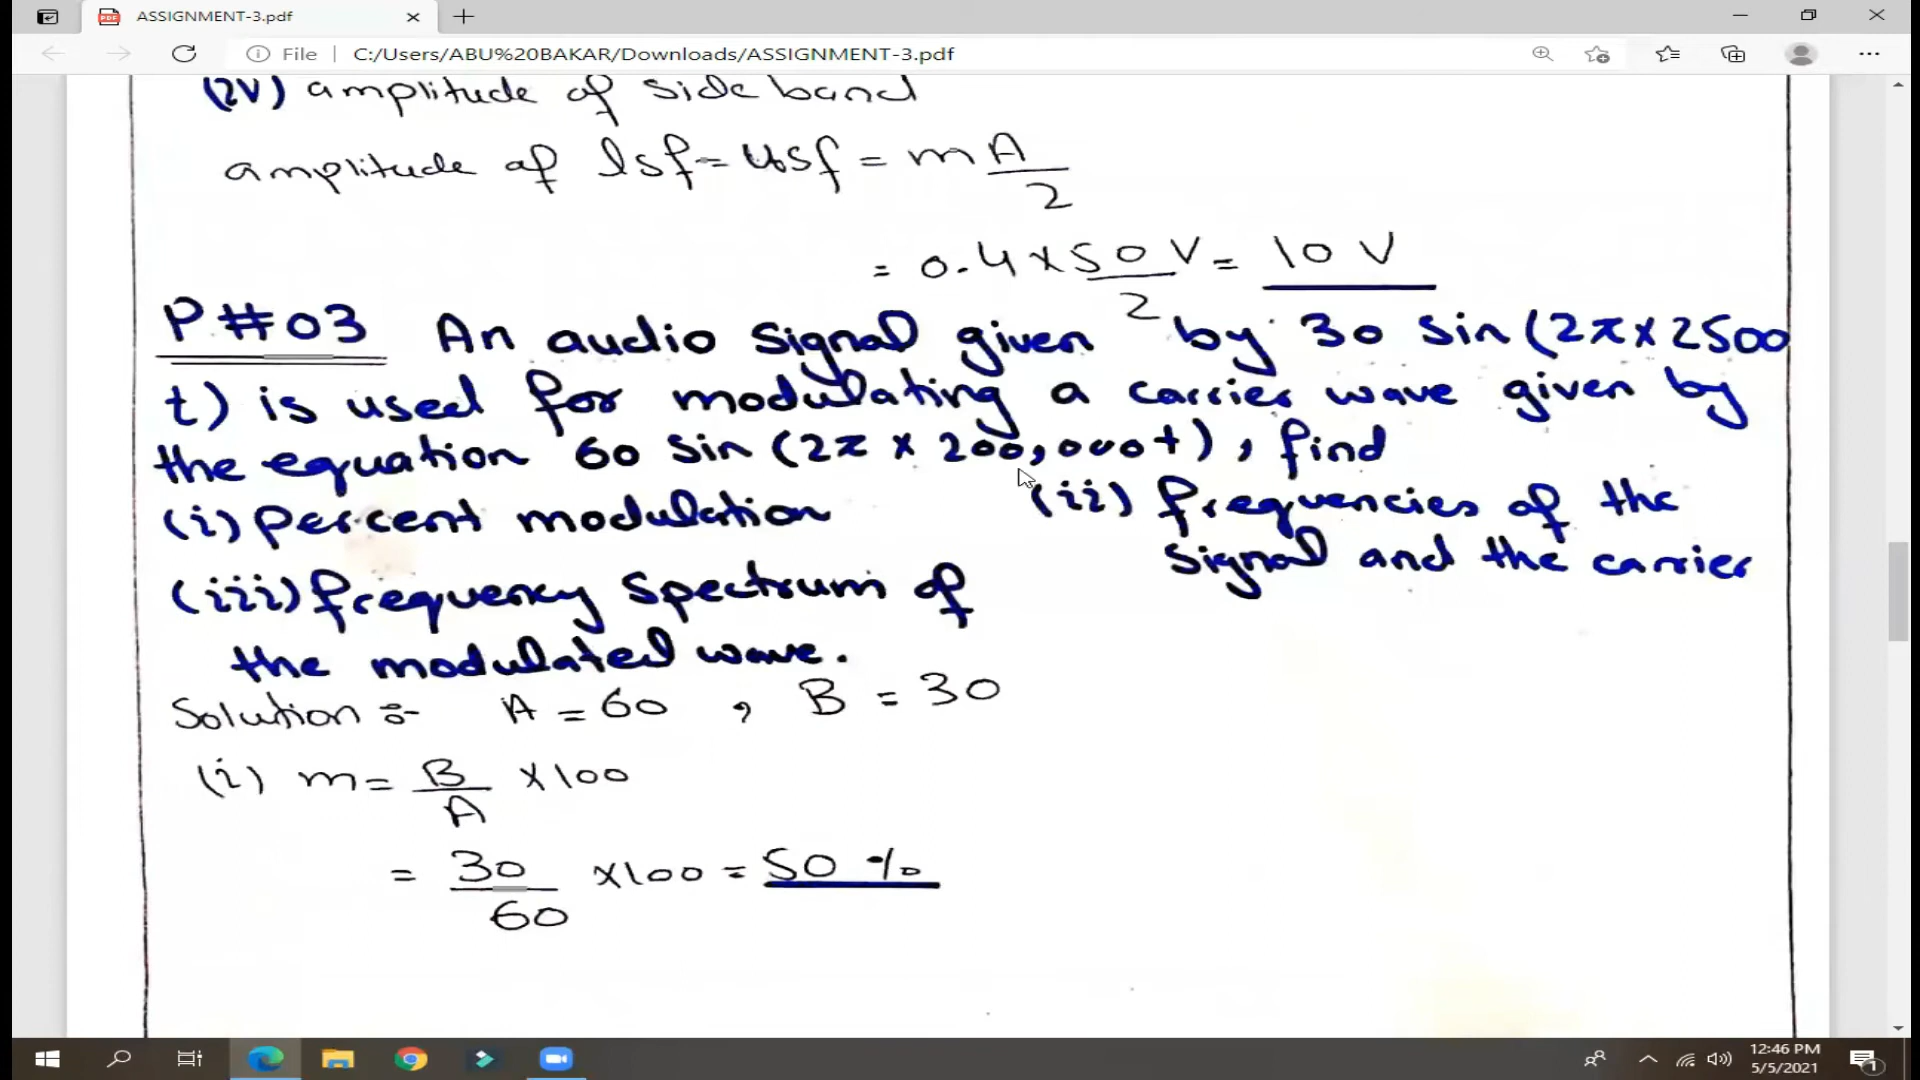 ASSIGNMENT-3.pdf
File | C:/Users/ABU%20BAKAR/Downloads/ASSIGNMENT-3.pdf
(2V) amplitude of side band
amplitude of lsf = Usf = m A/2
= 0.4 × 50/2 V = 10 V
P#03 An audio signal given by 30 sin (2π×2500
t) is used for modulating a carrier wave given by
the equation 60 sin (2π × 200,000t), find
(i) percent modulation (ii) frequencies of the
signal and the carrier
(iii) frequency spectrum of
the modulated wave.
Solution :- A = 60 , B = 30
(i) m = B/A ×100
= 30/60 ×100 = 50 %
12:46 PM
5/5/2021
1